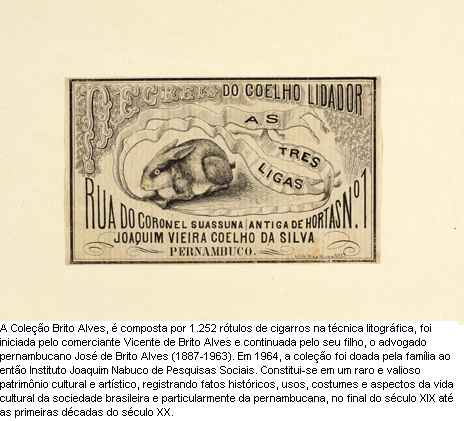 RECREIO DO COELHO LIDADOR
AS
TRES
LIGAS
RUA DO CORONEL SUASSUNA ANTIGA DE HORTAS Nº 1
JOAQUIM VIEIRA COELHO DA SILVA
PERNAMBUCO.
A Coleção Brito Alves, é composta por 1.252 rótulos de cigarros na técnica litográfica, foi
iniciada pelo comerciante Vicente de Brito Alves e continuada pelo seu filho, o advogado
pernambucano José de Brito Alves (1887-1963). Em 1964, a coleção foi doada pela família ao
então Instituto Joaquim Nabuco de Pesquisas Sociais. Constitui-se em um raro e valioso
patrimônio cultural e artístico, registrando fatos históricos, usos, costumes e aspectos da vida
cultural da sociedade brasileira e particularmente da pernambucana, no final do século XIX até
as primeiras décadas do século XX.